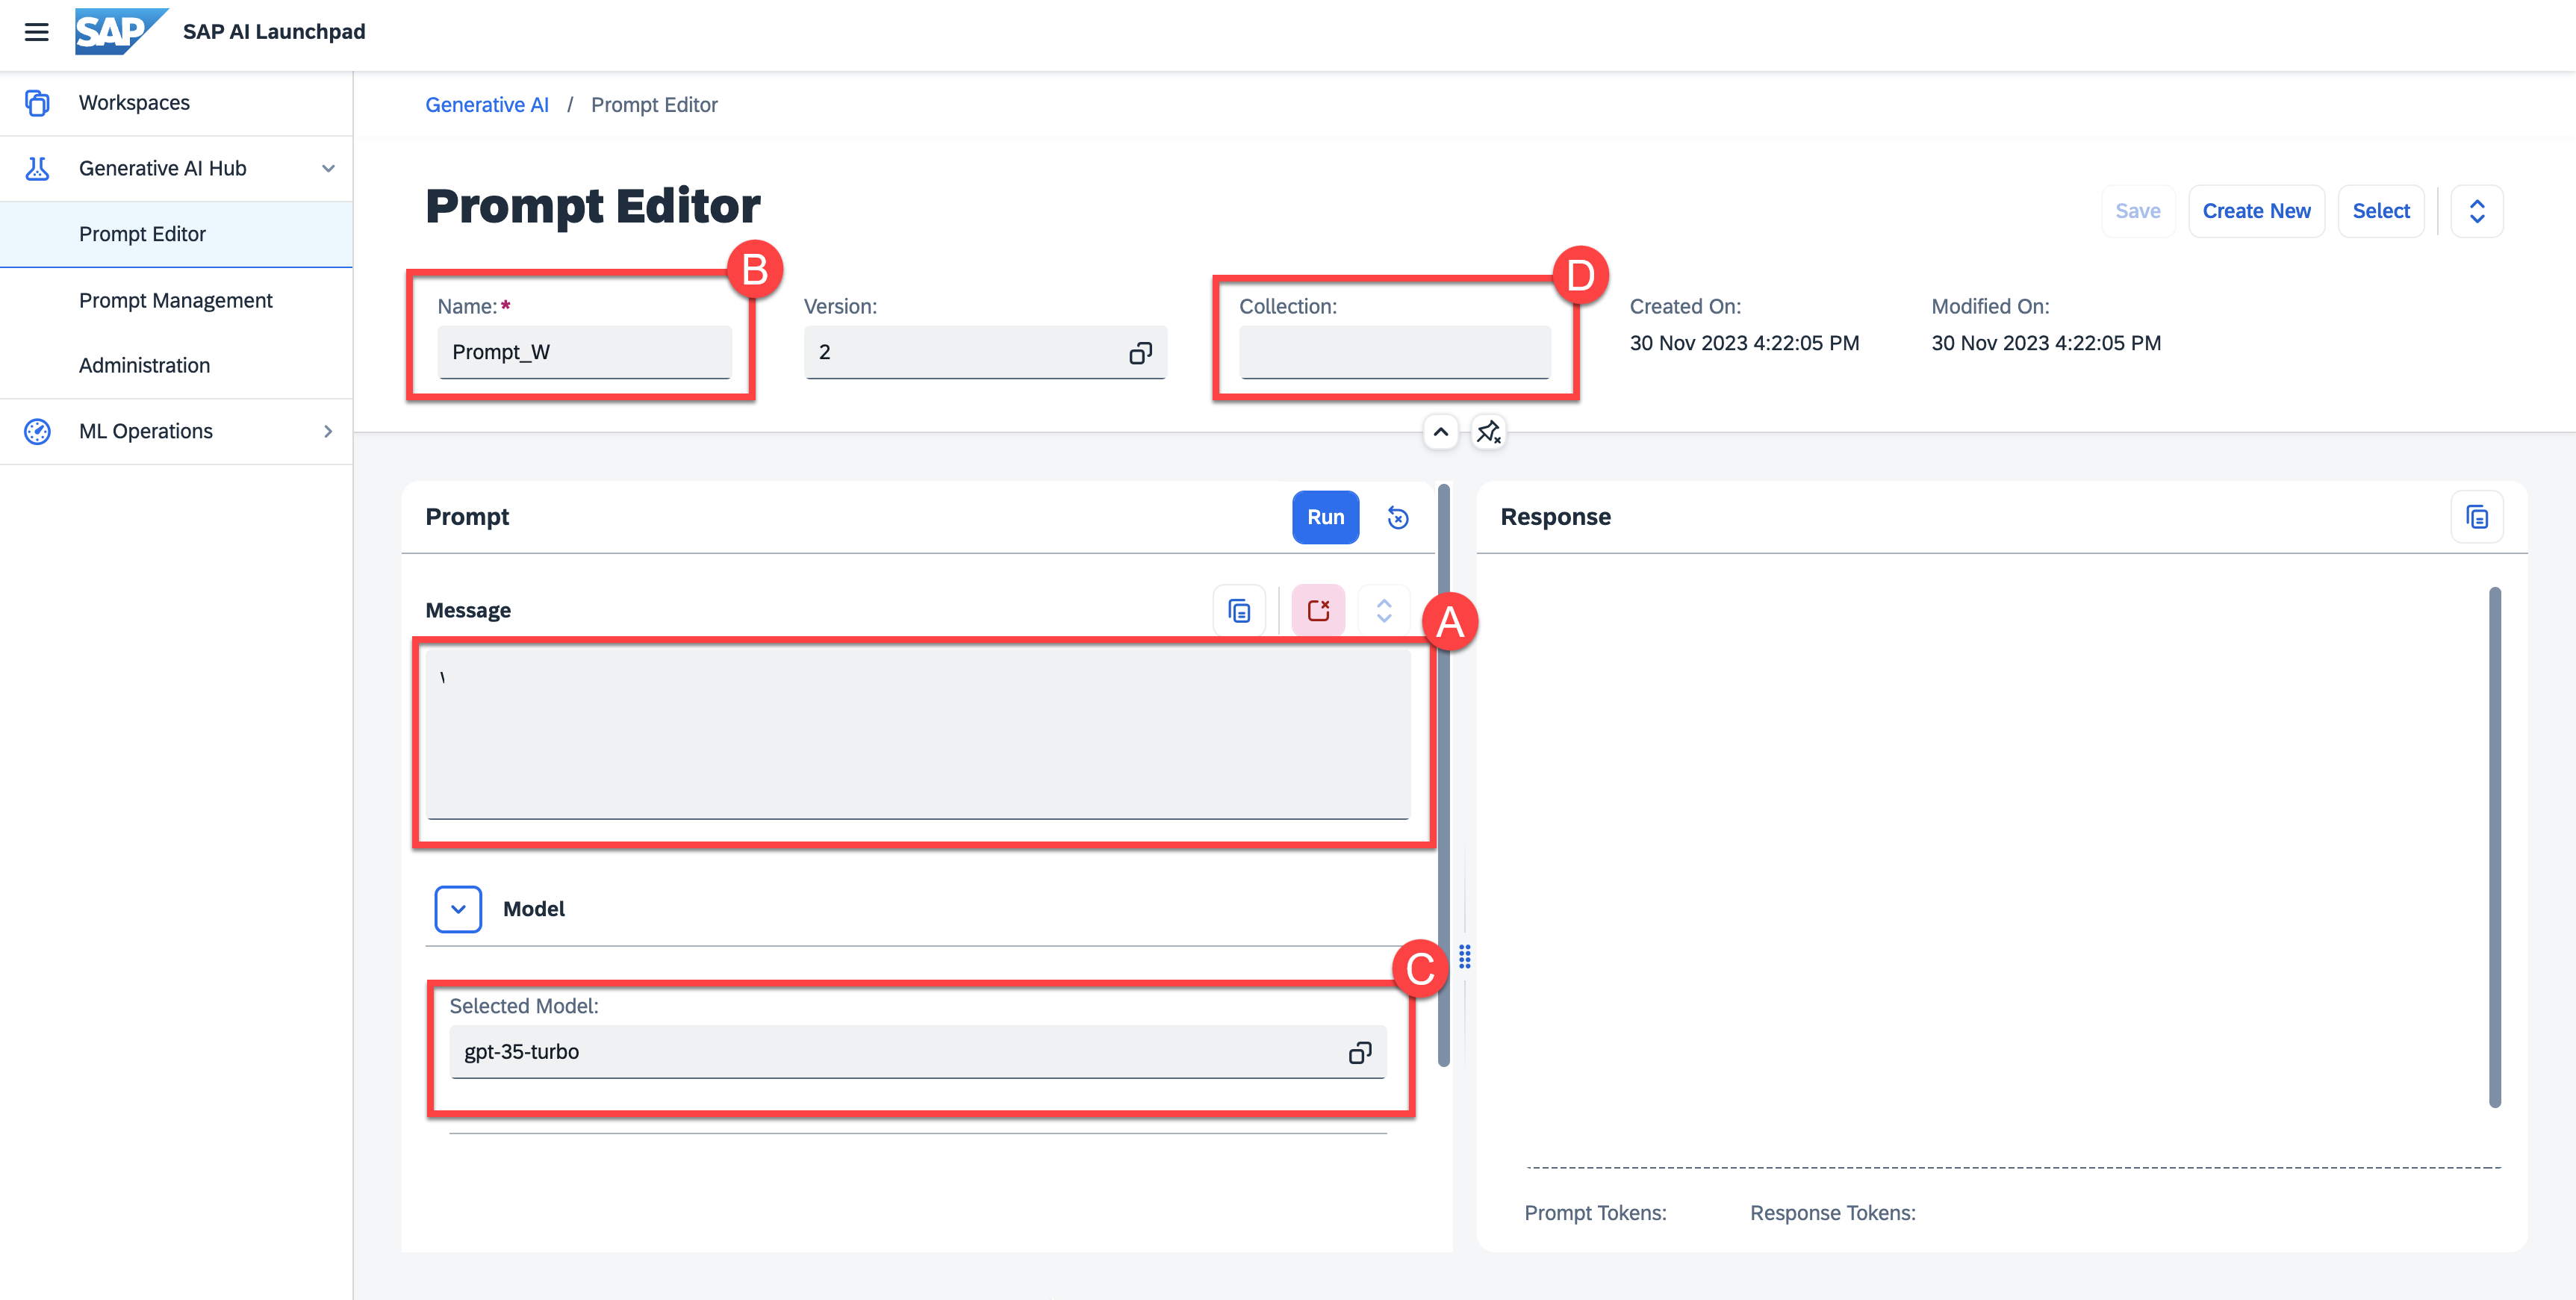 SAP SAP AI Launchpad
Workspaces
Generative AI Hub
Prompt Editor
Prompt Management
Administration
ML Operations
Generative AI / Prompt Editor
Prompt Editor
Save Create New Select
B
D
Name:* Version: Collection: Created On: Modified On:
Prompt_W 2 30 Nov 2023 4:22:05 PM 30 Nov 2023 4:22:05 PM
Prompt Run
Message
A
Model
C
Selected Model:
gpt-35-turbo
Response
Prompt Tokens: Response Tokens: